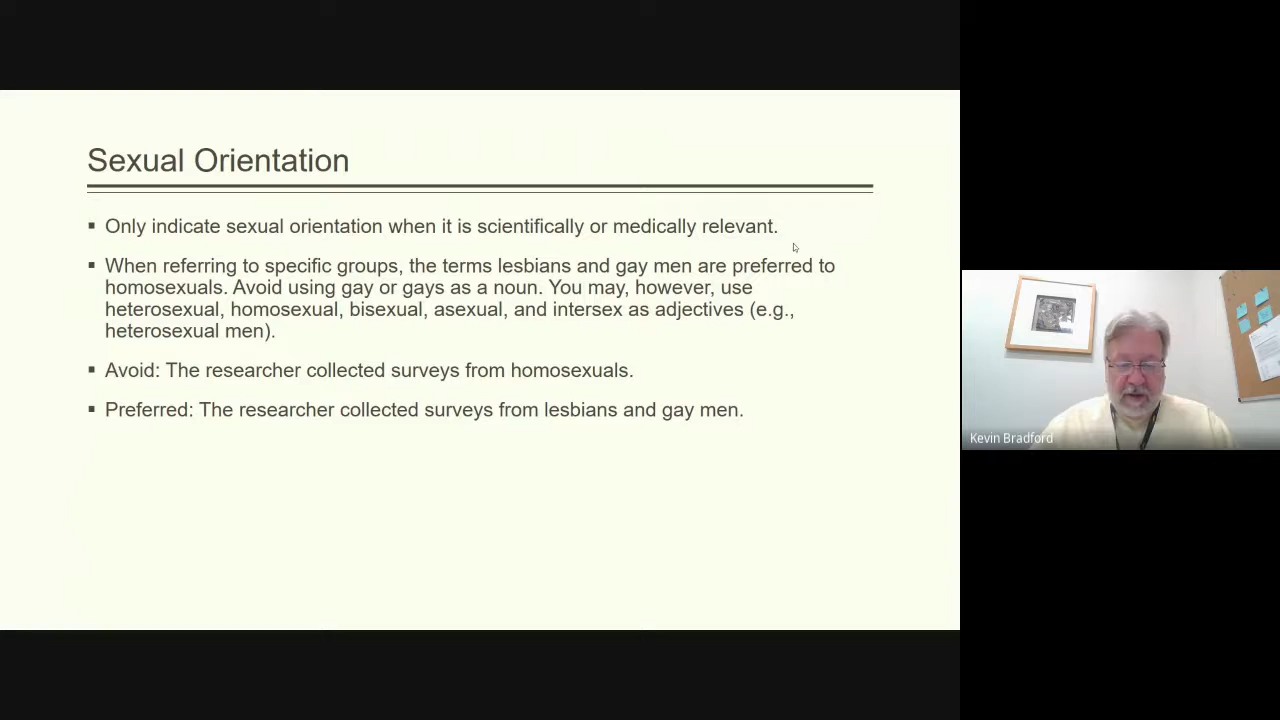 Sexual Orientation
▪ Only indicate sexual orientation when it is scientifically or medically relevant.
▪ When referring to specific groups, the terms lesbians and gay men are preferred to
homosexuals. Avoid using gay or gays as a noun. You may, however, use
heterosexual, homosexual, bisexual, asexual, and intersex as adjectives (e.g.,
heterosexual men).
▪ Avoid: The researcher collected surveys from homosexuals.
▪ Preferred: The researcher collected surveys from lesbians and gay men.
Kevin Bradford